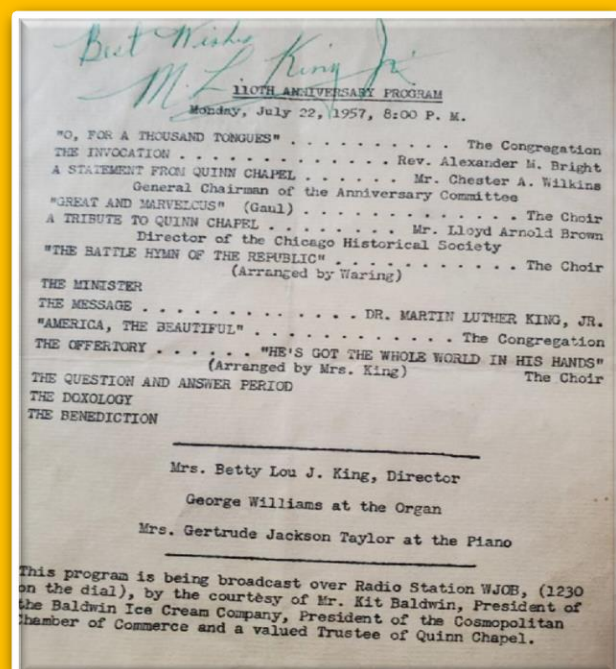 Best Wishes
M. L. King Jr.
110TH ANNIVERSARY PROGRAM
Monday, July 22, 1957, 8:00 P. M.
"O, FOR A THOUSAND TONGUES" . . . . . . . . . . The Congregation
THE INVOCATION . . . . . . . . . . . . . . Rev. Alexander M. Bright
A STATEMENT FROM QUINN CHAPEL . . . . . . Mr. Chester A. Wilkins
General Chairman of the Anniversary Committee
"GREAT AND MARVELCUS" (Gaul) . . . . . . . . . . . . . The Choir
A TRIBUTE TO QUINN CHAPEL . . . . . . . . Mr. Lloyd Arnold Brown
Director of the Chicago Historical Society
"THE BATTLE HYMN OF THE REPUBLIC" . . . . . . . . . . . The Choir
(Arranged by Waring)
THE MINISTER
THE MESSAGE . . . . . . . . . . . . . DR. MARTIN LUTHER KING, JR.
"AMERICA, THE BEAUTIFUL" . . . . . . . . . . . . The Congregation
THE OFFERTORY . . . . . . "HE'S GOT THE WHOLE WORLD IN HIS HANDS"
(Arranged by Mrs. King) The Choir
THE QUESTION AND ANSWER PERIOD
THE DOXOLOGY
THE BENEDICTION
Mrs. Betty Lou J. King, Director
George Williams at the Organ
Mrs. Gertrude Jackson Taylor at the Piano
This program is being broadcast over Radio Station WJOB, (1230
on the dial), by the courtesy of Mr. Kit Baldwin, President of
the Baldwin Ice Cream Company, President of the Cosmopolitan
Chamber of Commerce and a valued Trustee of Quinn Chapel.